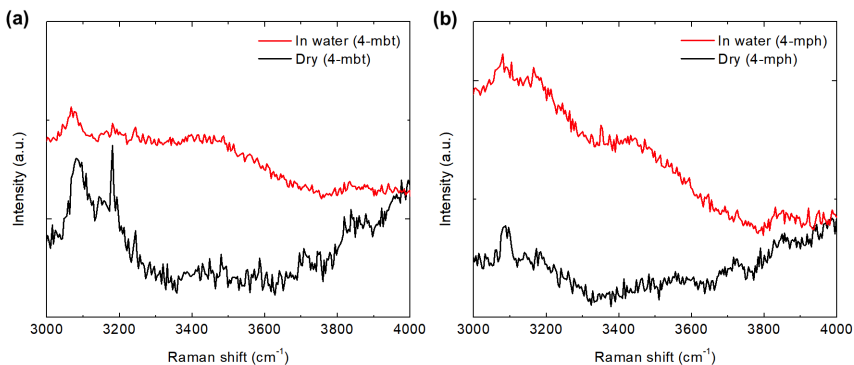 (a)
In water (4-mbt)
Dry (4-mbt)
Intensity (a.u.)
3000 3200 3400 3600 3800 4000
Raman shift (cm⁻¹)
(b)
In water (4-mph)
Dry (4-mph)
Intensity (a.u.)
3000 3200 3400 3600 3800 4000
Raman shift (cm⁻¹)